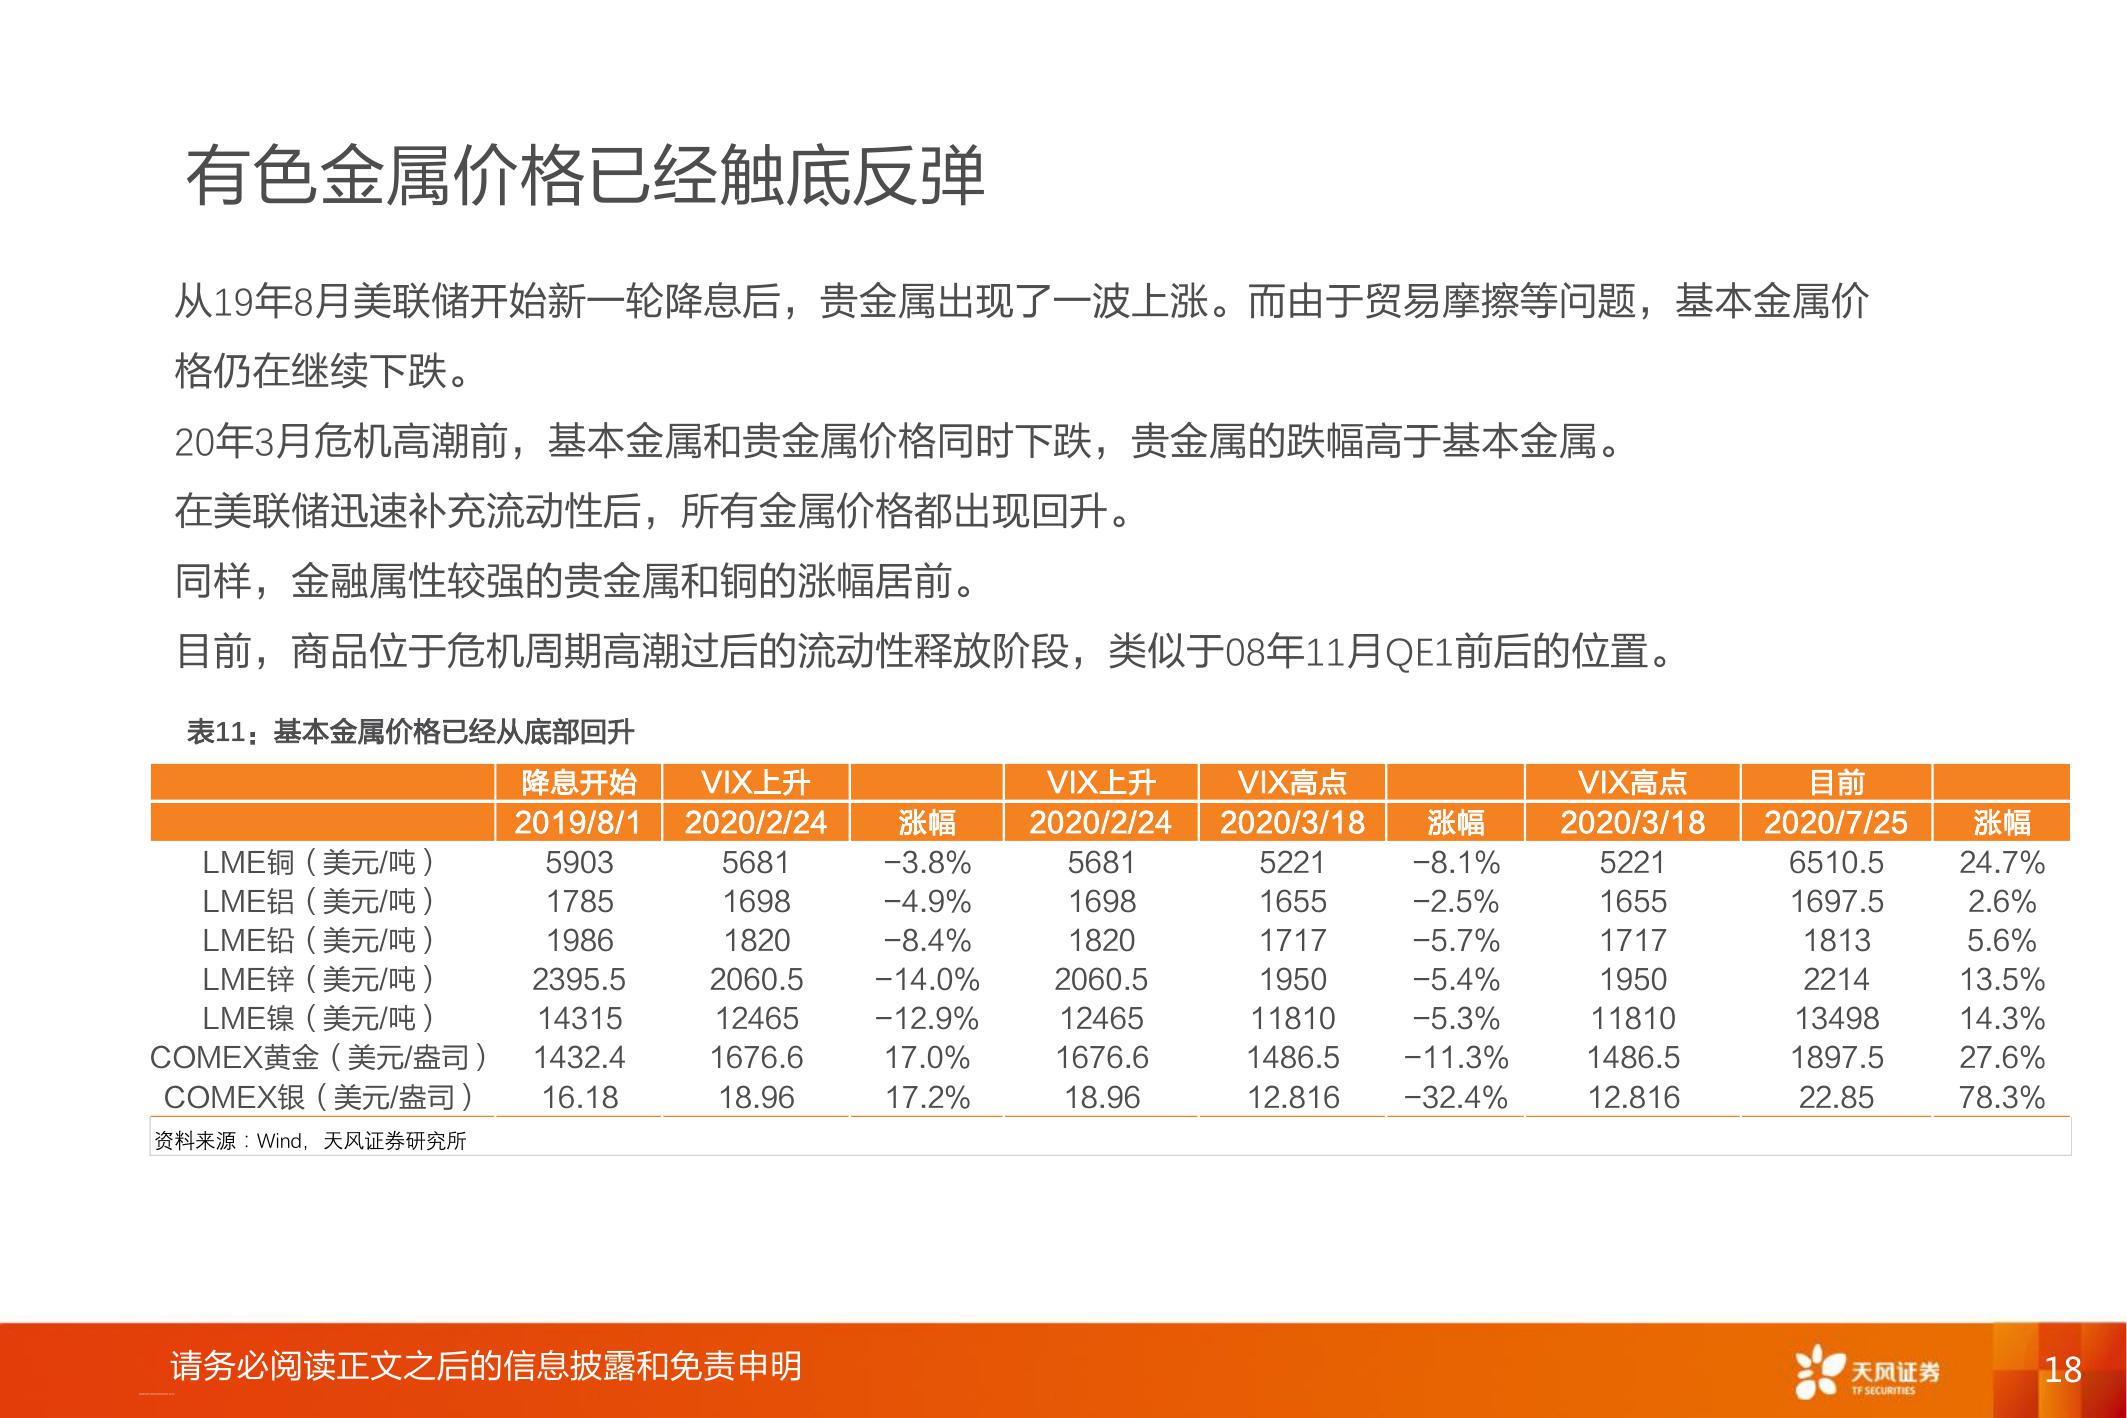 有色金属价格已经触底反弹
从19年8月美联储开始新一轮降息后，贵金属出现了一波上涨。而由于贸易摩擦等问题，基本金属价
格仍在继续下跌。
20年3月危机高潮前，基本金属和贵金属价格同时下跌，贵金属的跌幅高于基本金属。
在美联储迅速补充流动性后，所有金属价格都出现回升。
同样，金融属性较强的贵金属和铜的涨幅居前。
目前，商品位于危机周期高潮过后的流动性释放阶段，类似于08年11月QE1前后的位置。
表11：基本金属价格已经从底部回升
降息开始 VIX上升 VIX上升 VIX高点 VIX高点 目前
2019/8/1 2020/2/24 涨幅 2020/2/24 2020/3/18 涨幅 2020/3/18 2020/7/25 涨幅
LME铜（美元/吨） 5903 5681 -3.8% 5681 5221 -8.1% 5221 6510.5 24.7%
LME铝（美元/吨） 1785 1698 -4.9% 1698 1655 -2.5% 1655 1697.5 2.6%
LME铅（美元/吨） 1986 1820 -8.4% 1820 1717 -5.7% 1717 1813 5.6%
LME锌（美元/吨） 2395.5 2060.5 -14.0% 2060.5 1950 -5.4% 1950 2214 13.5%
LME镍（美元/吨） 14315 12465 -12.9% 12465 11810 -5.3% 11810 13498 14.3%
COMEX黄金（美元/盎司） 1432.4 1676.6 17.0% 1676.6 1486.5 -11.3% 1486.5 1897.5 27.6%
COMEX银（美元/盎司） 16.18 18.96 17.2% 18.96 12.816 -32.4% 12.816 22.85 78.3%
资料来源：Wind，天风证券研究所
请务必阅读正文之后的信息披露和免责申明
天风证券
TF SECURITIES
18